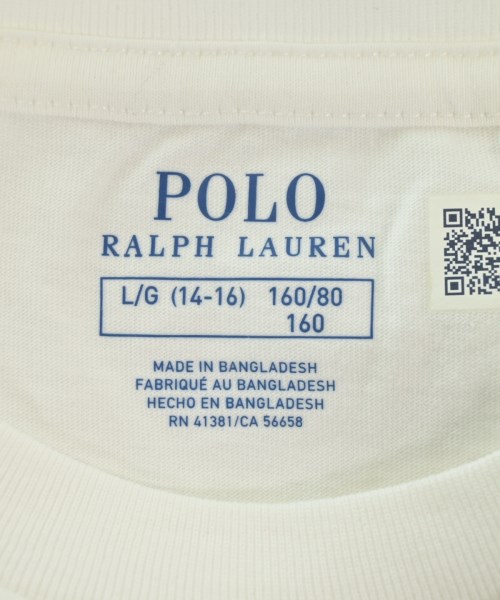 POLO
RALPH LAUREN
L/G (14-16) 160/80
160
MADE IN BANGLADESH
FABRIQUÉ AU BANGLADESH
HECHO EN BANGLADESH
RN 41381/CA 56658